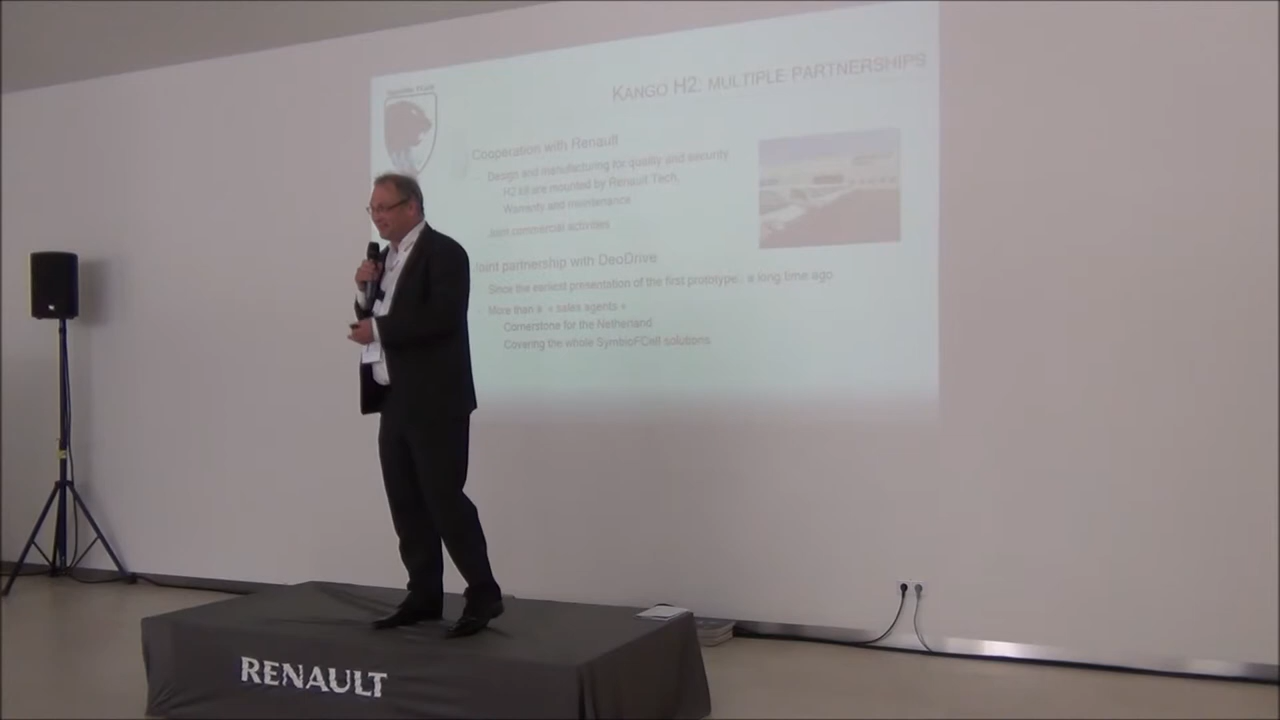 KANGO H2: MULTIPLE PARTNERSHIPS
Cooperation with Renault
Design and manufacturing for quality and security
H2 kit are mounted by Renault Tech,
Warranty and maintenance
Joint commercial activities
Joint partnership with DeoDrive
Since the earliest presentation of the first prototype.. a long time ago
More than a « sales agents »
Cornerstone for the Netherland
Covering the whole SymbioFCell solutions
RENAULT